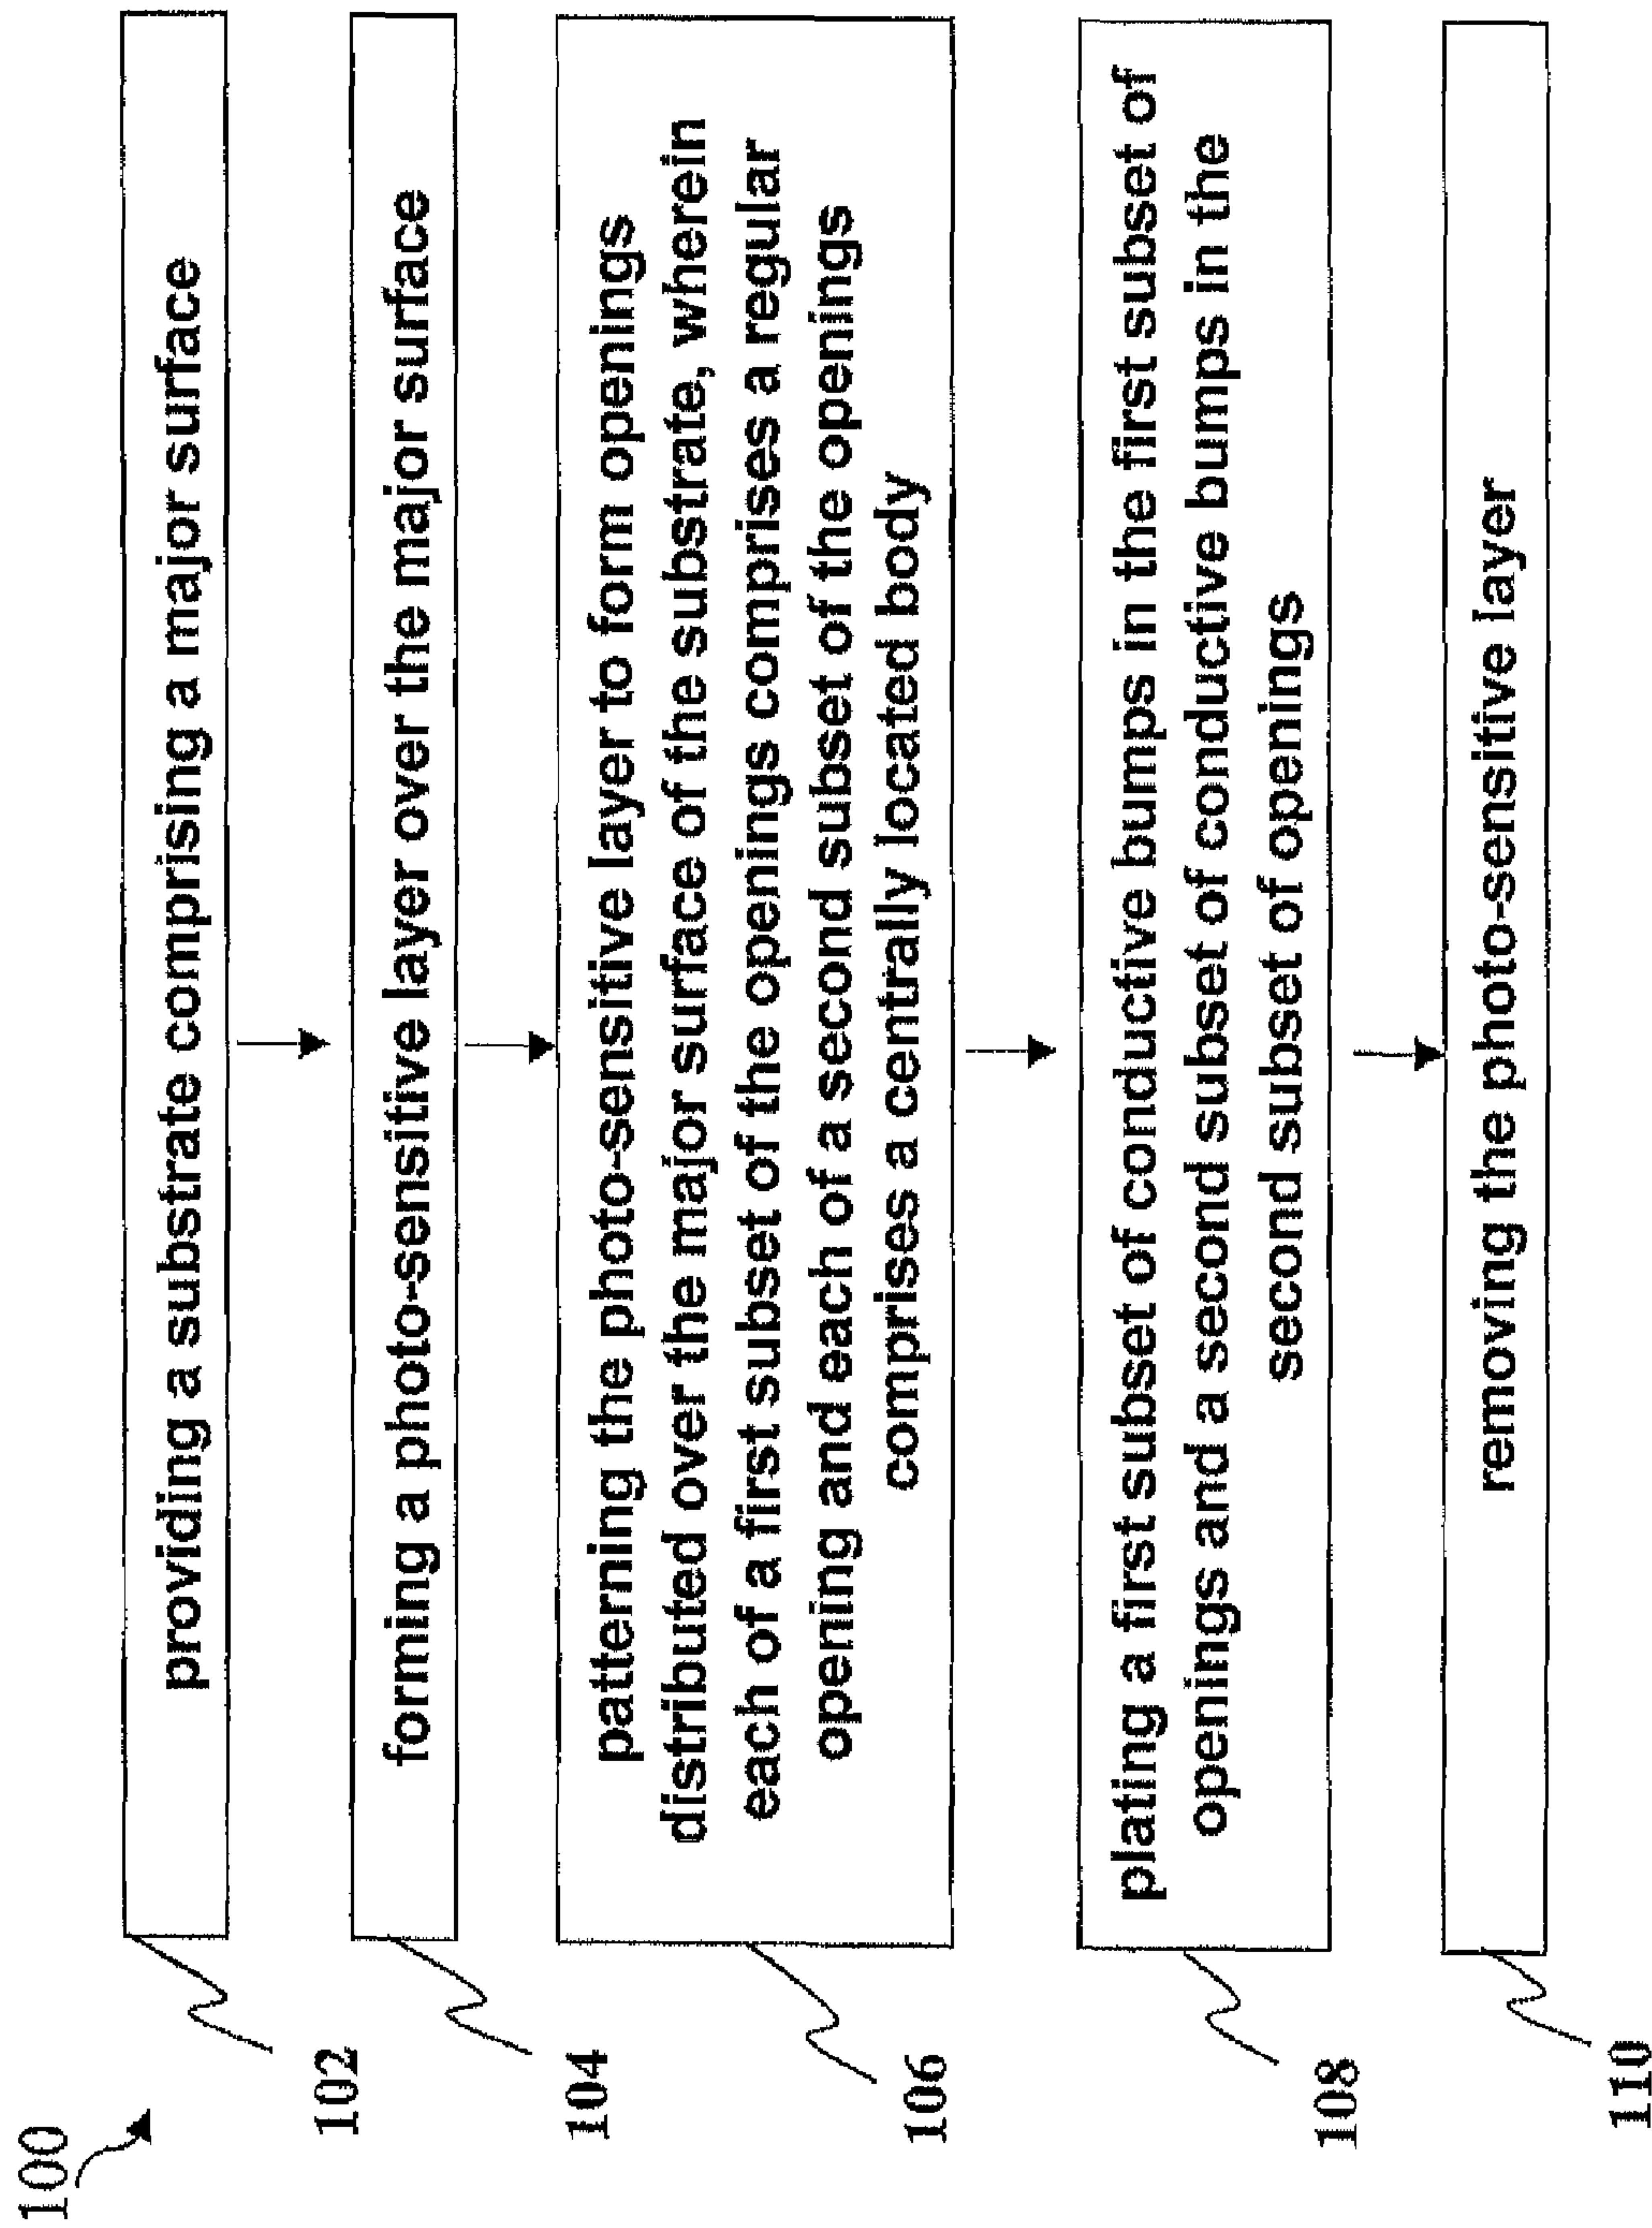 100
102
providing a substrate comprising a major surface
104
forming a photo-sensitive layer over the major surface
106
patterning the photo-sensitive layer to form openings
distributed over the major surface of the substrate, wherein
each of a first subset of the openings comprises a regular
opening and each of a second subset of the openings
comprises a centrally located body
108
plating a first subset of conductive bumps in the first subset of
openings and a second subset of conductive bumps in the
second subset of openings
110
removing the photo-sensitive layer